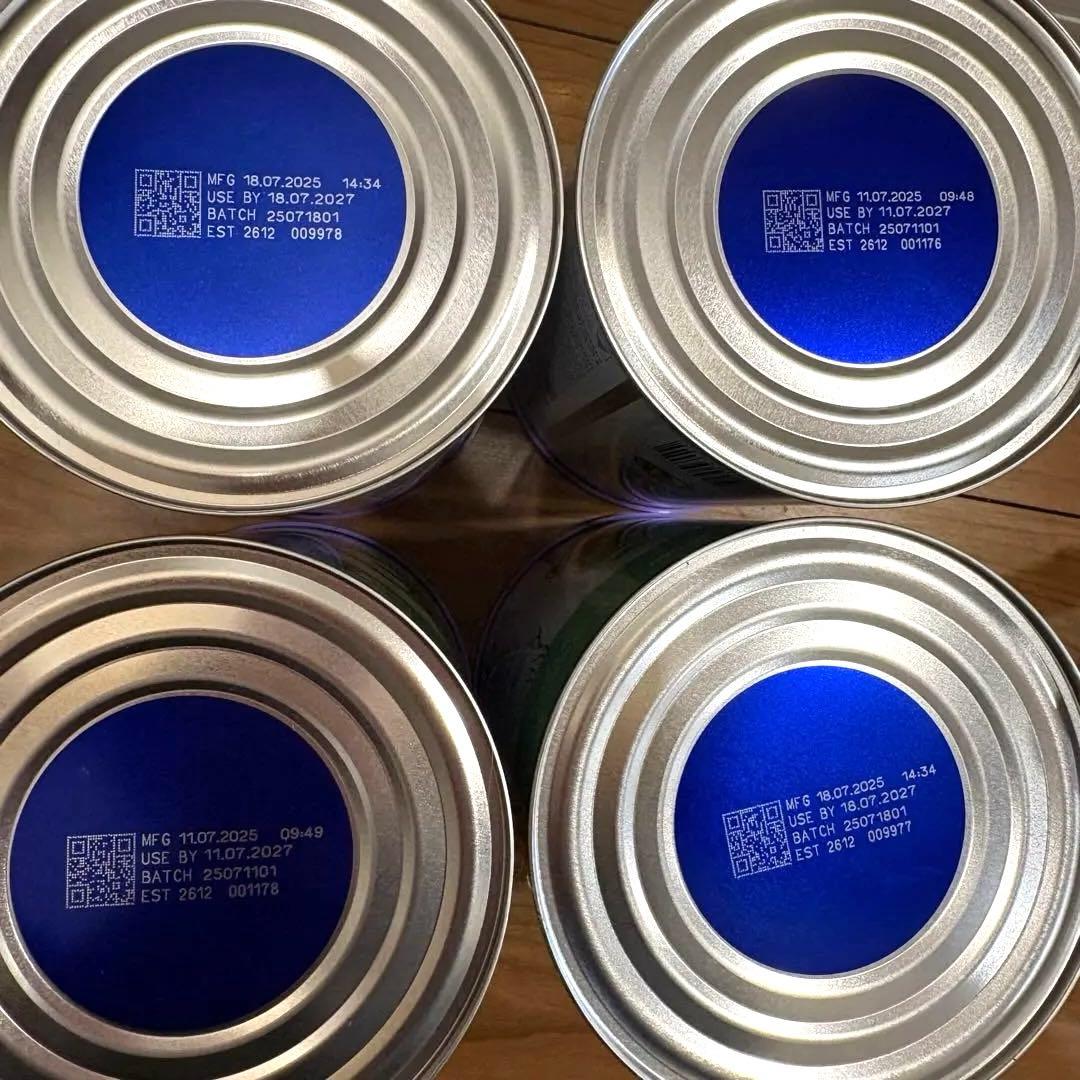 MFG 18.07.2025 14:34
USE BY 18.07.2027
BATCH 25071801
EST 2612 009978
MFG 11.07.2025 09:48
USE BY 11.07.2027
BATCH 25071101
EST 2612 001176
MFG 11.07.2025 09:49
USE BY 11.07.2027
BATCH 25071101
EST 2612 001178
MFG 18.07.2025 14:34
USE BY 18.07.2027
BATCH 25071801
EST 2612 009977